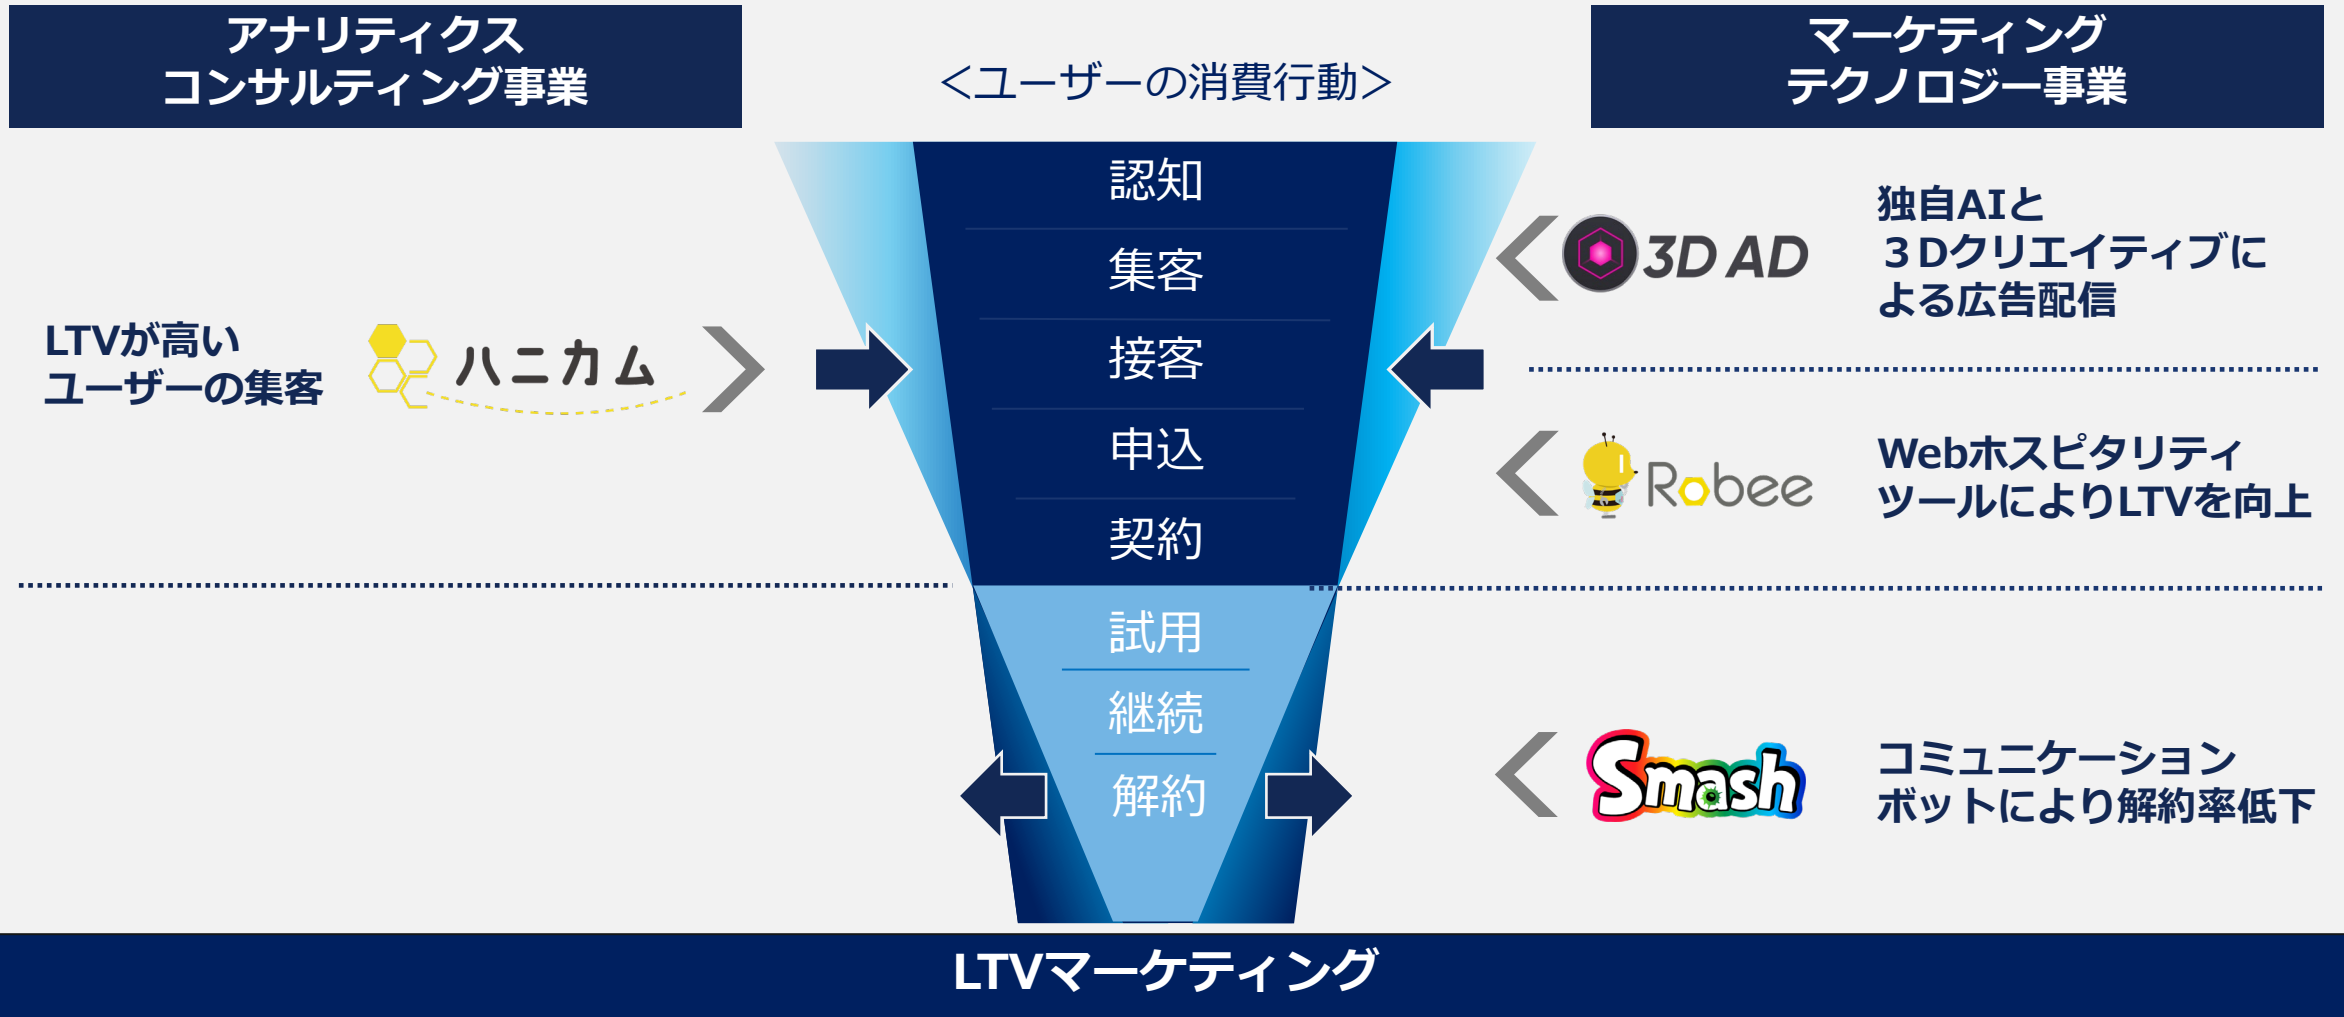 アナリティクス
コンサルティング事業
＜ユーザーの消費行動＞
マーケティング
テクノロジー事業
LTVが高い
ユーザーの集客
ハニカム
認知
集客
接客
申込
契約
試用
継続
解約
3D AD
独自AIと
３Dクリエイティブに
よる広告配信
Robee
Webホスピタリティ
ツールによりLTVを向上
Smash
コミュニケーション
ボットにより解約率低下
LTVマーケティング